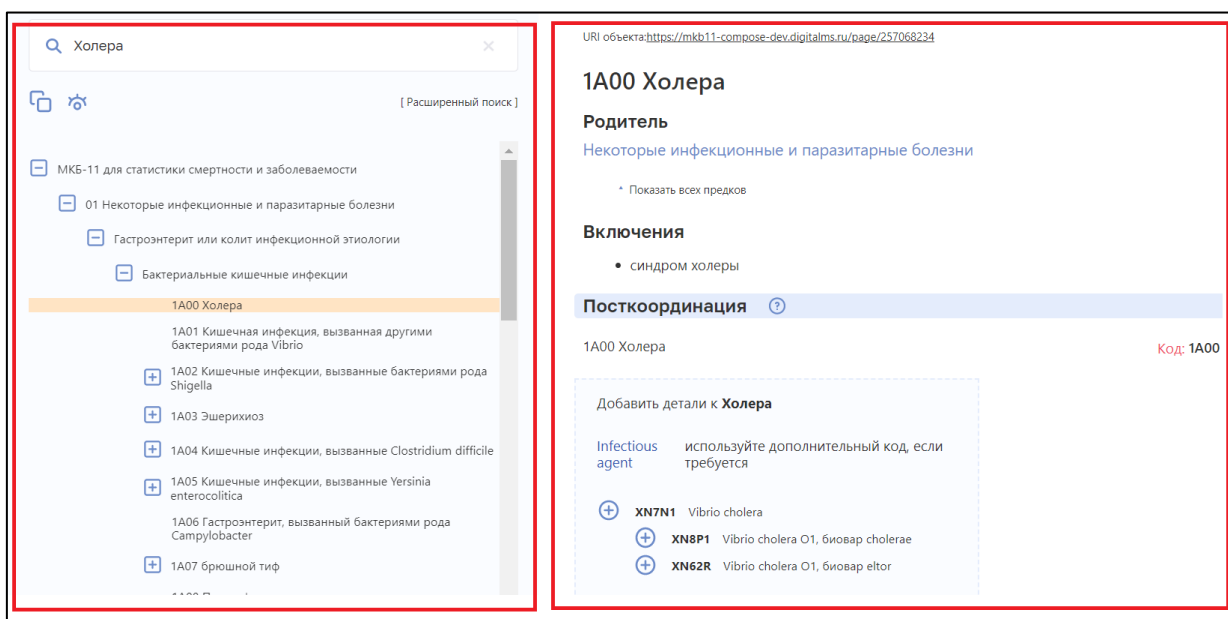 Холера
[ Расширенный поиск ]
МКБ-11 для статистики смертности и заболеваемости
01 Некоторые инфекционные и паразитарные болезни
Гастроэнтерит или колит инфекционной этиологии
Бактериальные кишечные инфекции
1A00 Холера
1A01 Кишечная инфекция, вызванная другими
бактериями рода Vibrio
1A02 Кишечные инфекции, вызванные бактериями рода
Shigella
1A03 Эшерихиоз
1A04 Кишечные инфекции, вызванные Clostridium difficile
1A05 Кишечные инфекции, вызванные Yersinia
enterocolitica
1A06 Гастроэнтерит, вызванный бактериями рода
Campylobacter
1A07 брюшной тиф
URI объекта:https://mkb11-compose-dev.digitalms.ru/page/257068234
1A00 Холера
Родитель
Некоторые инфекционные и паразитарные болезни
Показать всех предков
Включения
• синдром холеры
Посткоординация ?
1A00 Холера Код: 1A00
Добавить детали к Холера
Infectious используйте дополнительный код, если
agent требуется
XN7N1 Vibrio cholera
XN8P1 Vibrio cholera O1, биовар cholerae
XN62R Vibrio cholera O1, биовар eltor